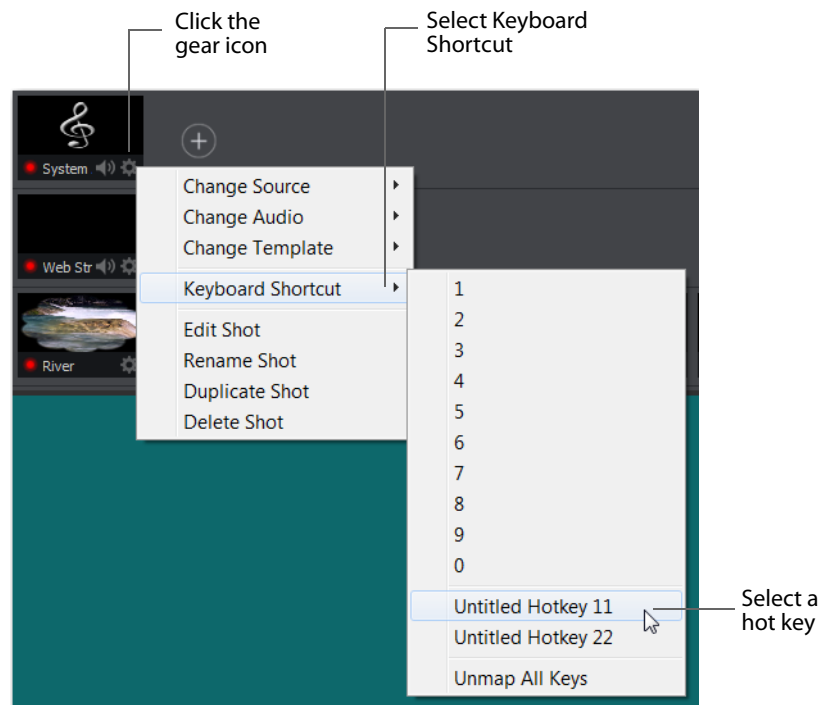 Click the
gear icon
Select Keyboard
Shortcut
System
Change Source
Change Audio
Change Template
Web Str
Keyboard Shortcut
1
Edit Shot
2
Rename Shot
3
River
Duplicate Shot
4
Delete Shot
5
6
7
8
9
0
Untitled Hotkey 11
Select a
hot key
Untitled Hotkey 22
Unmap All Keys